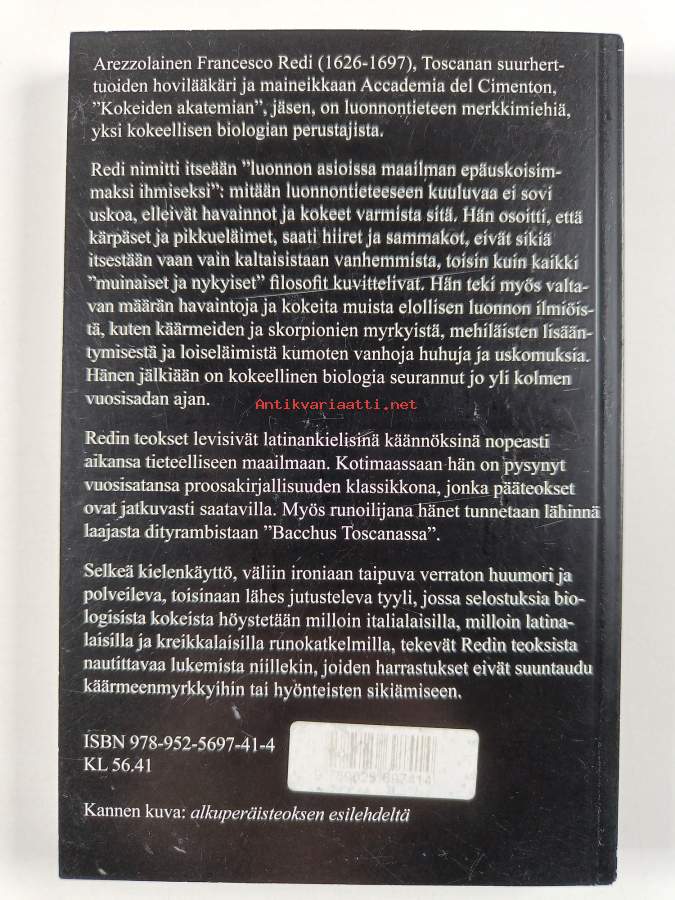 Arezzolainen Francesco Redi (1626-1697), Toscanan suurhert-
tuoiden hovilääkäri ja maineikkaan Accademia del Cimenton,
”Kokeiden akatemian”, jäsen, on luonnontieteen merkkimiehiä,
yksi kokeellisen biologian perustajista.
Redi nimitti itseään ”luonnon asioissa maailman epäuskoisim-
maksi ihmiseksi”: mitään luonnontieteeseen kuuluvaa ei sovi
uskoa, elleivät havainnot ja kokeet varmista sitä. Hän osoitti, että
kärpäset ja pikkueläimet, saati hiiret ja sammakot, eivät sikiä
itsestään vaan vain kaltaisistaan vanhemmista, toisin kuin kaikki
”muinaiset ja nykyiset” filosofit kuvittelivat. Hän teki myös valta-
van määrän havaintoja ja kokeita muista elollisen luonnon ilmiöis-
tä, kuten käärmeiden ja skorpionien myrkyistä, mehiläisten lisään-
tymisestä ja loiseläimistä kumoten vanhoja huhuja ja uskomuksia.
Hänen jälkiään on kokeellinen biologia seurannut jo yli kolmen
vuosisadan ajan.
Antikvariaatti.net
Redin teokset levisivät latinankielisinä käännöksinä nopeasti
aikansa tieteelliseen maailmaan. Kotimaassaan hän on pysynyt
vuosisatansa proosakirjallisuuden klassikkona, jonka pääteokset
ovat jatkuvasti saatavilla. Myös runoilijana hänet tunnetaan lähinnä
laajasta dityrambistaan ”Bacchus Toscanassa”.
Selkeä kielenkäyttö, väliin ironiaan taipuva verraton huumori ja
polveileva, toisinaan lähes jutusteleva tyyli, jossa selostuksia bio-
logisista kokeista höystetään milloin italialaisilla, milloin latina-
laisilla ja kreikkalaisilla runokatkelmilla, tekevät Redin teoksista
nautittavaa lukemista niillekin, joiden harrastukset eivät suuntaudu
käärmeenmyrkkyihin tai hyönteisten sikiämiseen.
ISBN 978-952-5697-41-4
KL 56.41
Kannen kuva: alkuperäisteoksen esilehdeltä